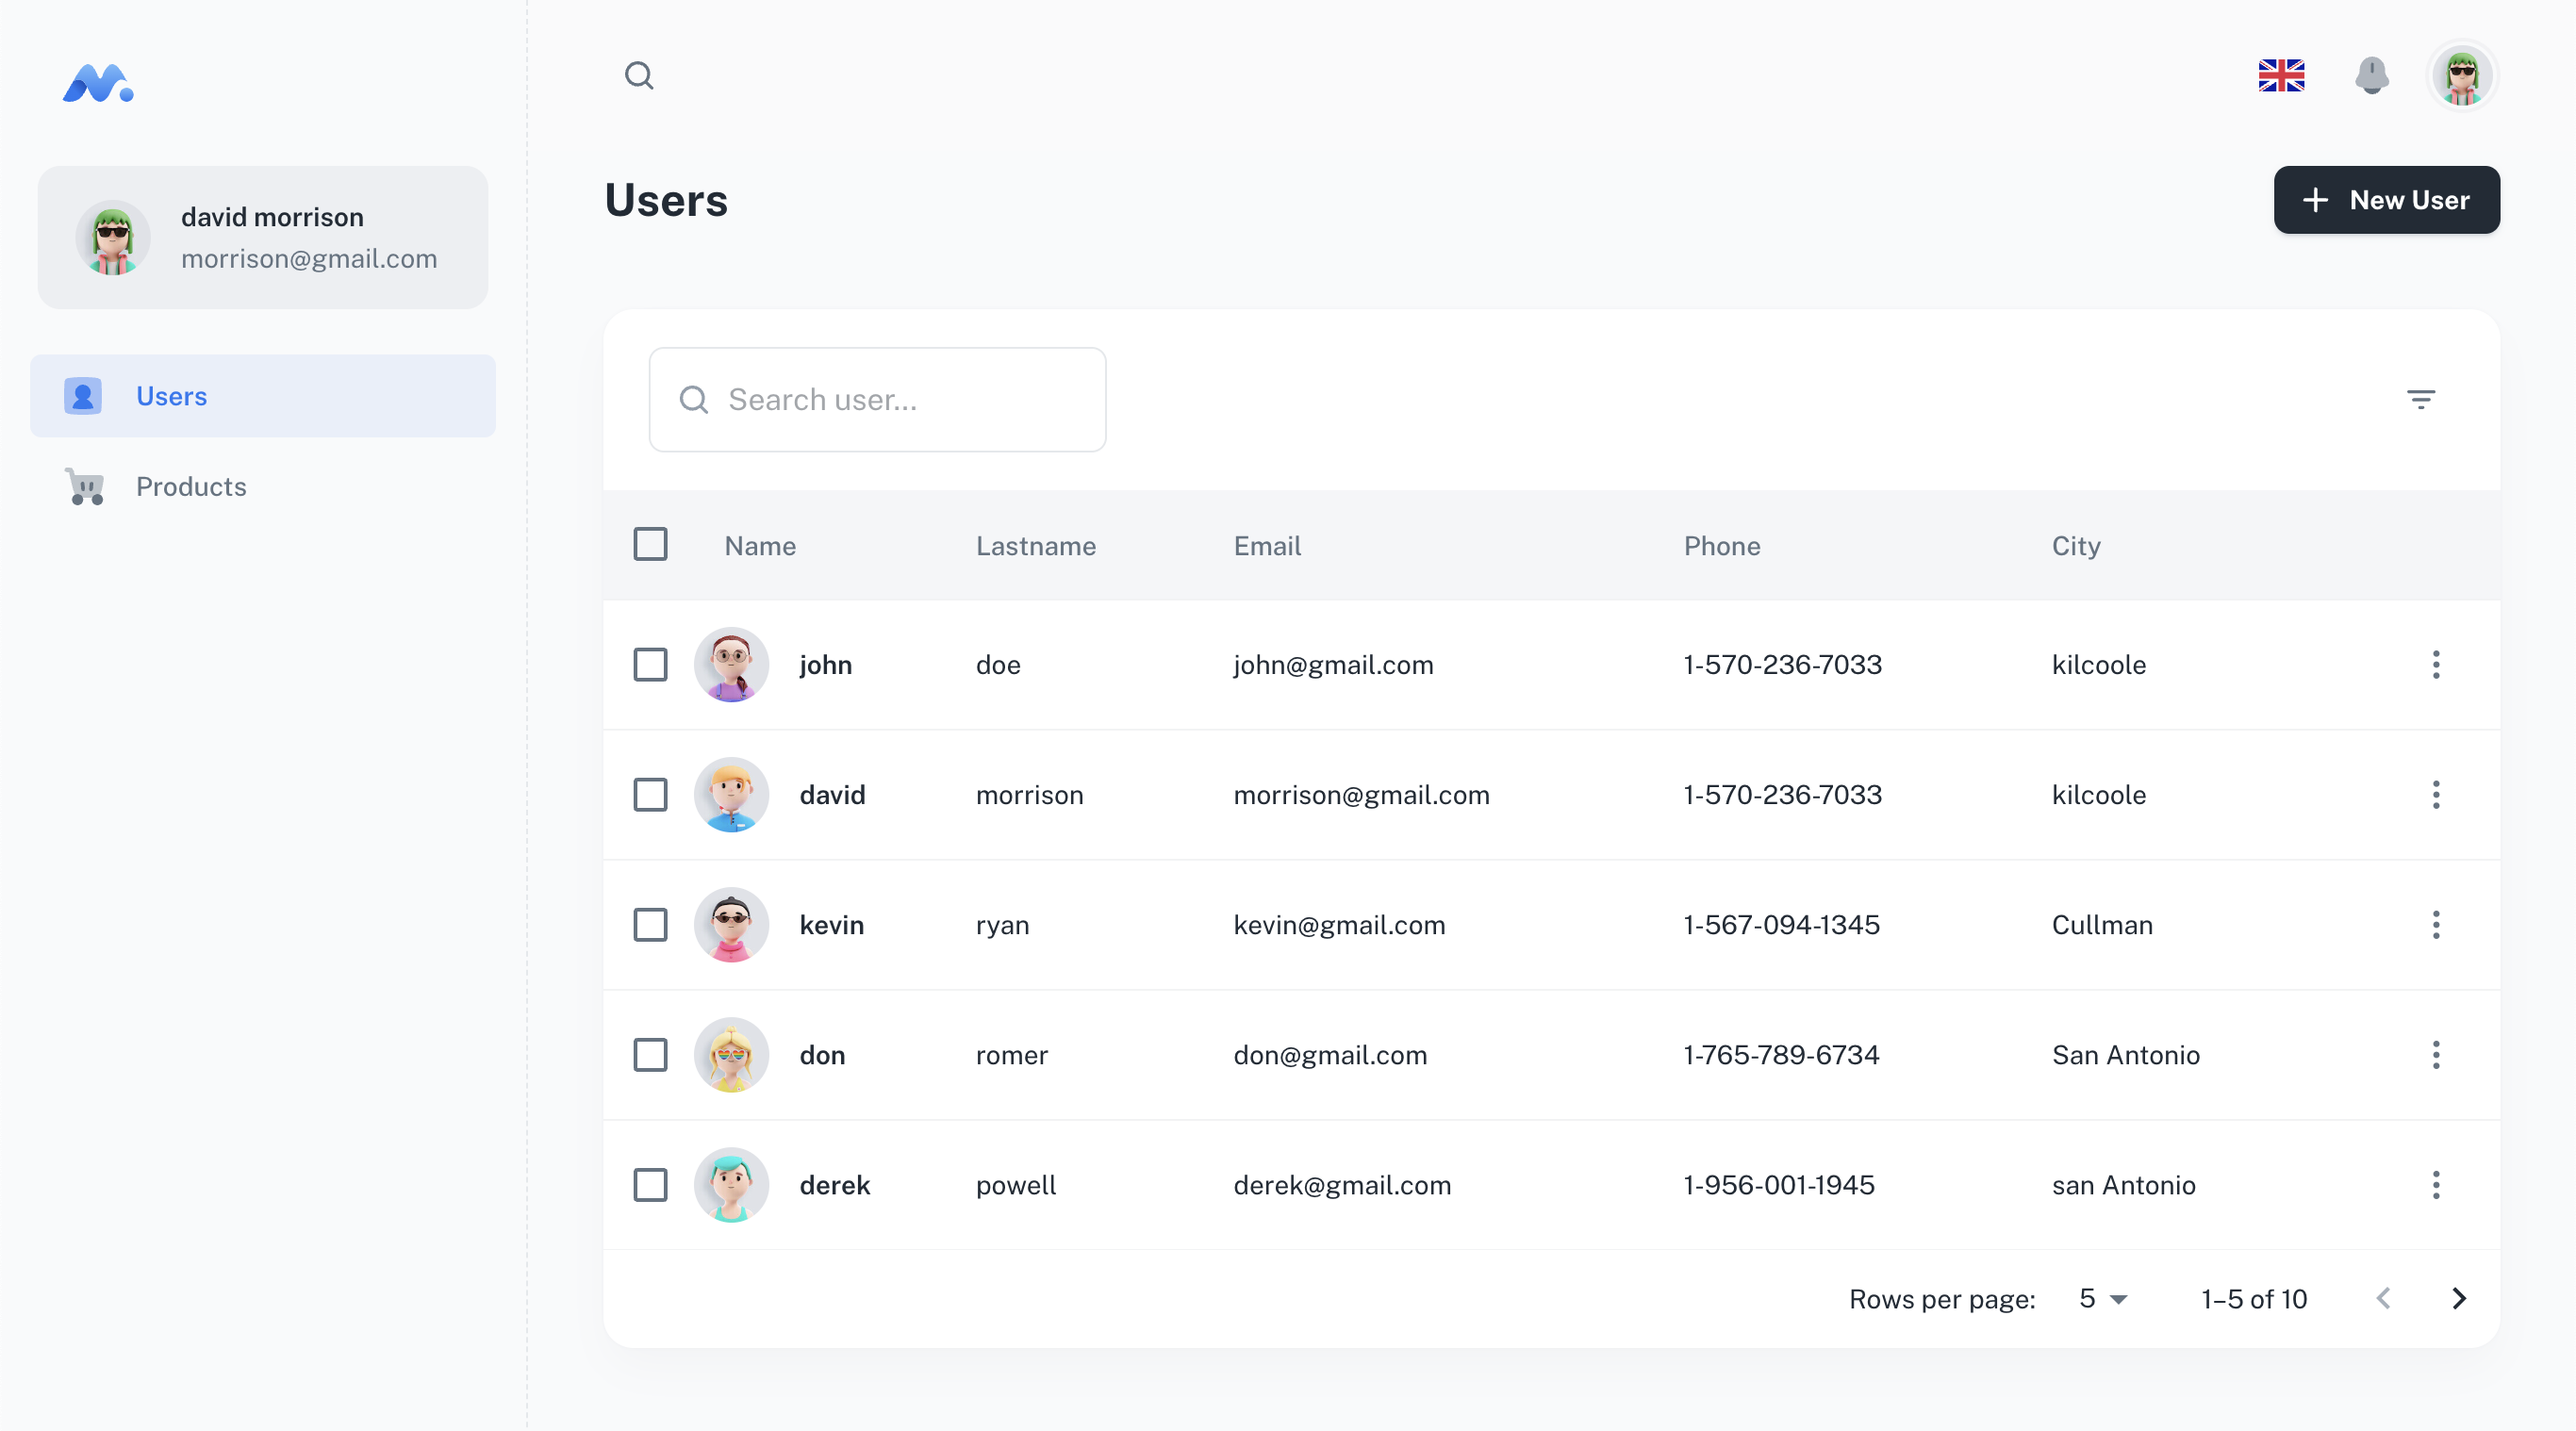 david morrison
morrison@gmail.com
Users
Products
Users
New User
Search user...
Name Lastname Email Phone City
john doe john@gmail.com 1-570-236-7033 kilcoole
david morrison morrison@gmail.com 1-570-236-7033 kilcoole
kevin ryan kevin@gmail.com 1-567-094-1345 Cullman
don romer don@gmail.com 1-765-789-6734 San Antonio
derek powell derek@gmail.com 1-956-001-1945 san Antonio
Rows per page: 5 1–5 of 10